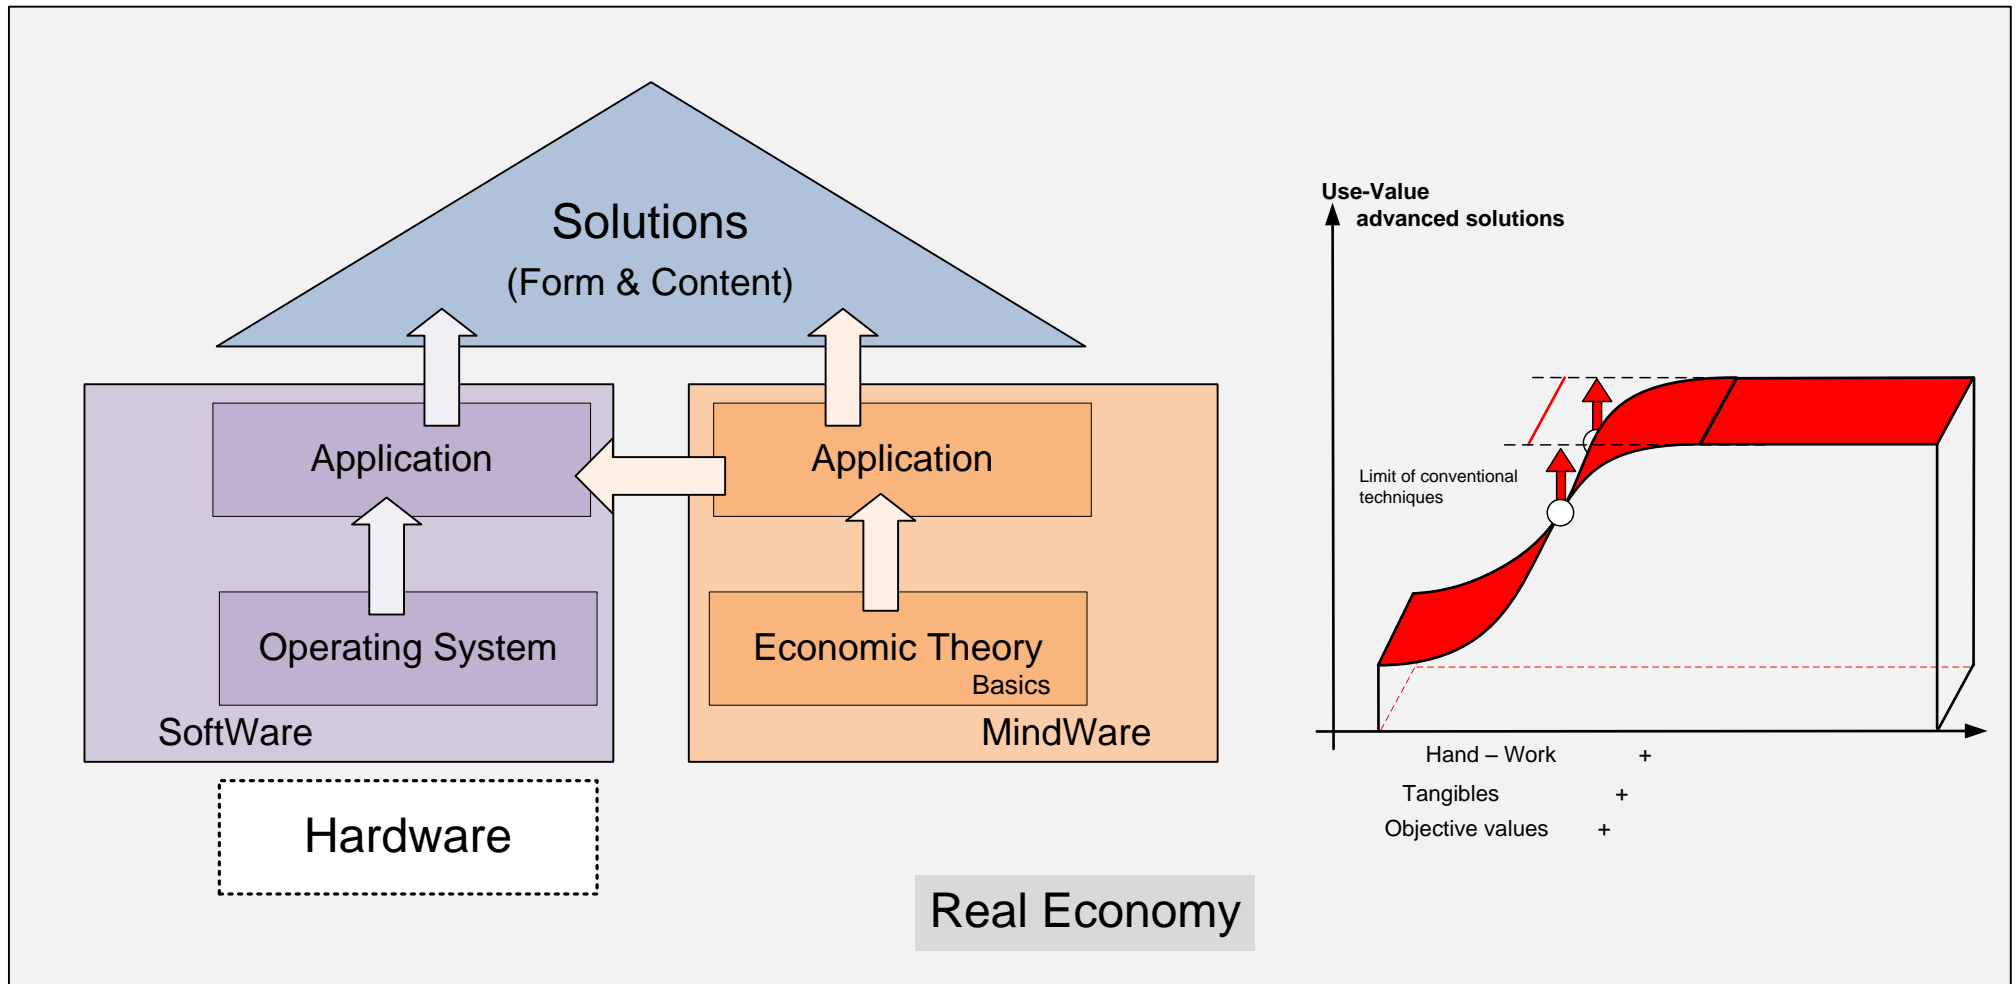 Solutions
(Form & Content)
Application
Operating System
SoftWare
Hardware
Application
Economic Theory
Basics
MindWare
Real Economy
Use-Value
advanced solutions
Limit of conventional
techniques
Hand – Work +
Tangibles +
Objective values +